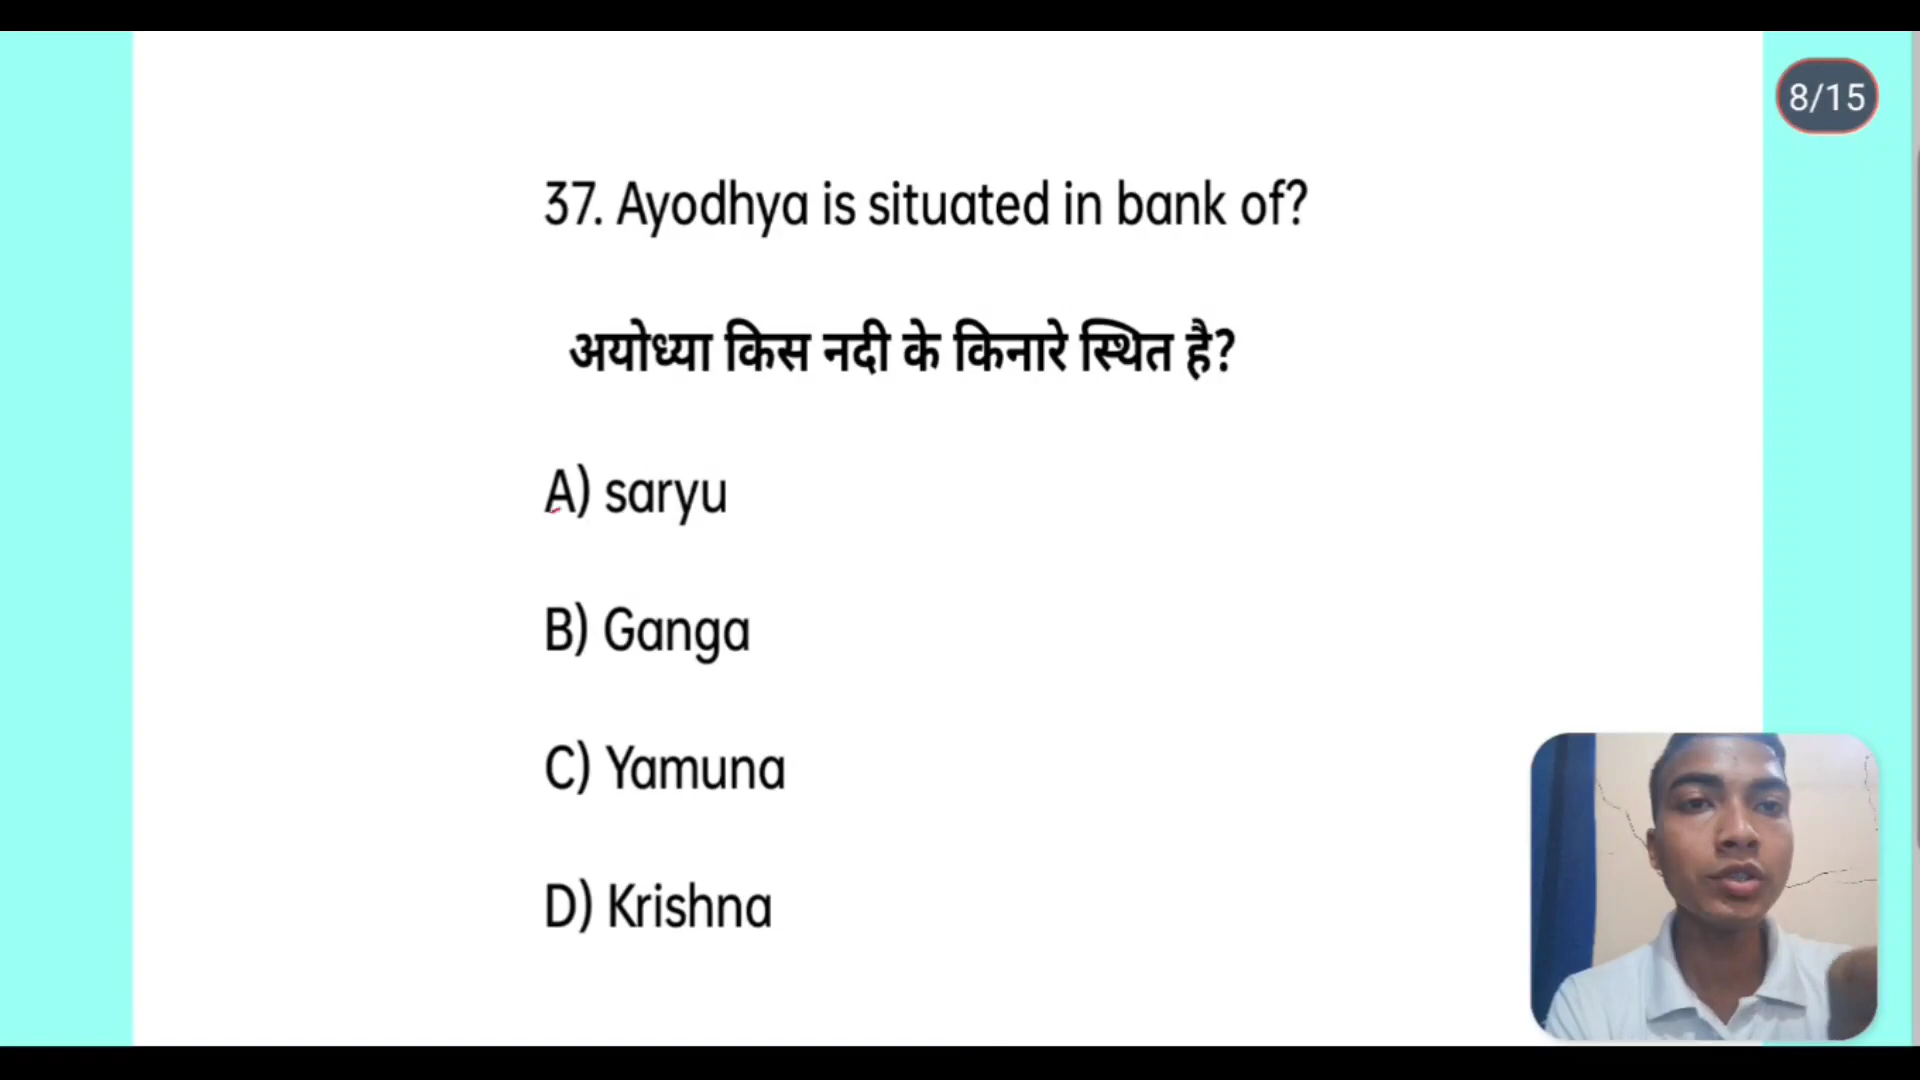 8/15
37. Ayodhya is situated in bank of?
अयोध्या किस नदी के किनारे स्थित है?
A) saryu
B) Ganga
C) Yamuna
D) Krishna